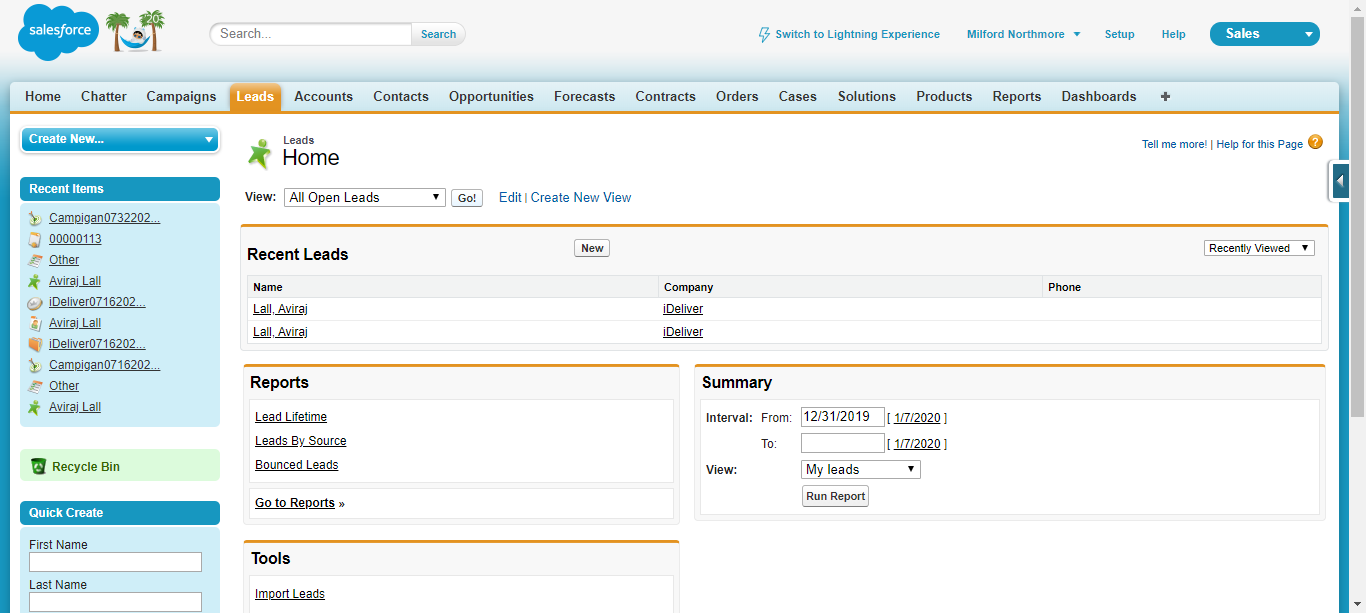 salesforce
20
Search...
Search
Switch to Lightning Experience
Milford Northmore
Setup
Help
Sales
Home Chatter Campaigns Leads Accounts Contacts Opportunities Forecasts Contracts Orders Cases Solutions Products Reports Dashboards +
Create New...
Recent Items
Campigan0732202...
00000113
Other
Aviraj Lall
iDeliver0716202...
Aviraj Lall
iDeliver0716202...
Campigan0716202...
Other
Aviraj Lall
Recycle Bin
Quick Create
First Name
Last Name
Leads
Home
Tell me more! | Help for this Page ?
View: All Open Leads Go! Edit | Create New View
Recent Leads New Recently Viewed
Name Company Phone
Lall, Aviraj iDeliver
Lall, Aviraj iDeliver
Reports
Lead Lifetime
Leads By Source
Bounced Leads
Go to Reports »
Summary
Interval: From: 12/31/2019 [ 1/7/2020 ]
To: [ 1/7/2020 ]
View: My leads
Run Report
Tools
Import Leads